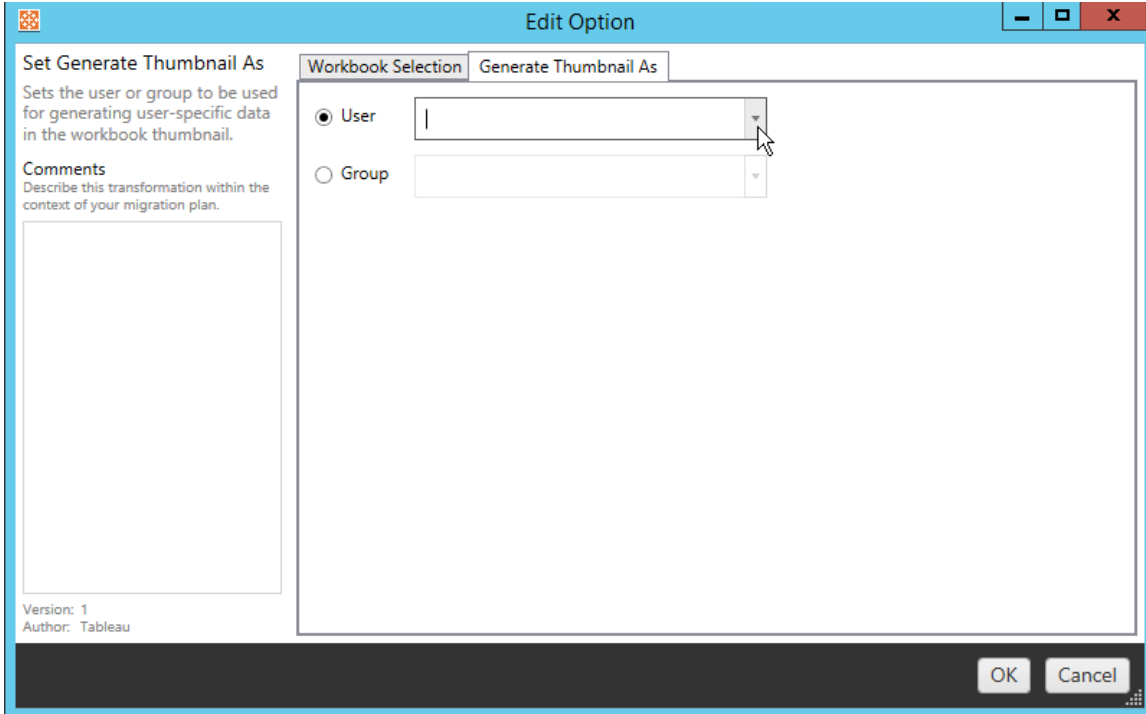 Edit Option
Set Generate Thumbnail As
Sets the user or group to be used
for generating user-specific data
in the workbook thumbnail.
Comments
Describe this transformation within the
context of your migration plan.
Version: 1
Author: Tableau
Workbook Selection
Generate Thumbnail As
User
Group
OK
Cancel